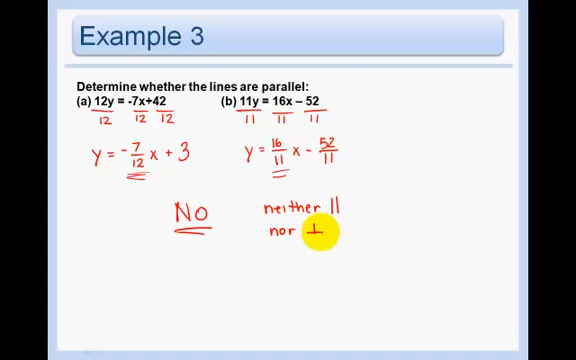 Example 3
Determine whether the lines are parallel:
(a) 12y = -7x+42 (b) 11y = 16x – 52
12 12 12 11 11 11
y = -7/12 x + 3 y = 16/11 x - 52/11
NO neither ||
nor ⊥